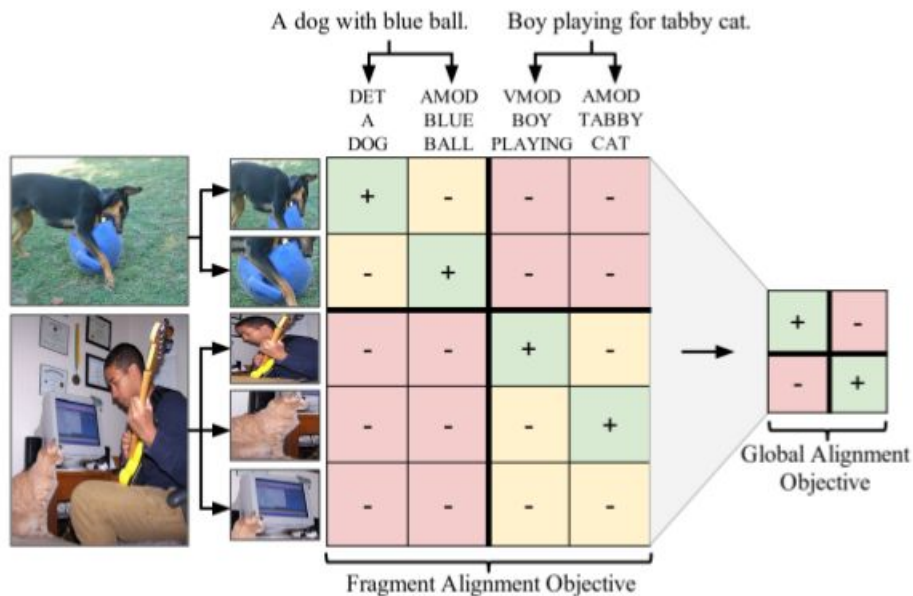 A dog with blue ball. Boy playing for tabby cat.
DET AMOD VMOD AMOD
A BLUE BOY TABBY
DOG BALL PLAYING CAT
+ - - -
- + - -
- - + -
- - - +
- - - -
+ -
- +
Global Alignment
Objective
Fragment Alignment Objective